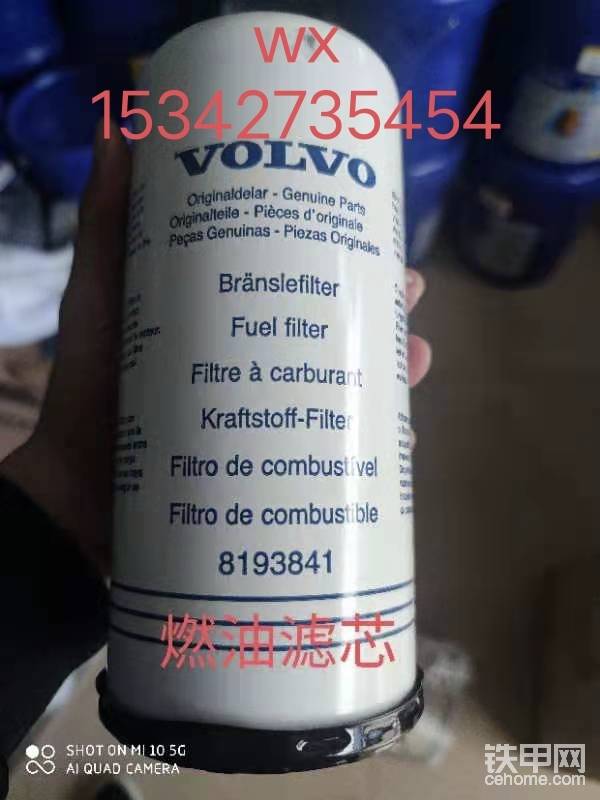 wx
15342735454
VOLVO
Originaldelar - Genuine Parts
Originalteile - Pièces d'originale
Peças Genuinas - Piezas Originales
Bränslefilter
Fuel filter
Filtre à carburant
Kraftstoff-Filter
Filtro de combustível
Filtro de combustible
8193841
燃油滤芯
SHOT ON MI 10 5G
AI QUAD CAMERA
铁甲网
cehome.com